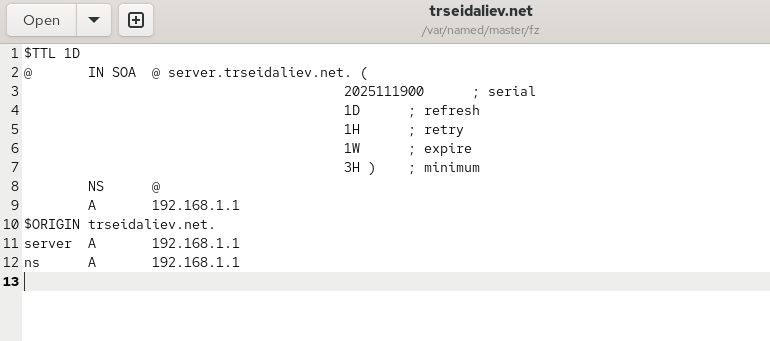 Open
trseidaliev.net
/var/named/master/fz
1 $TTL 1D
2 @ IN SOA @ server.trseidaliev.net. (
3 2025111900 ; serial
4 1D ; refresh
5 1H ; retry
6 1W ; expire
7 3H ) ; minimum
8 NS @
9 A 192.168.1.1
10 $ORIGIN trseidaliev.net.
11 server A 192.168.1.1
12 ns A 192.168.1.1
13